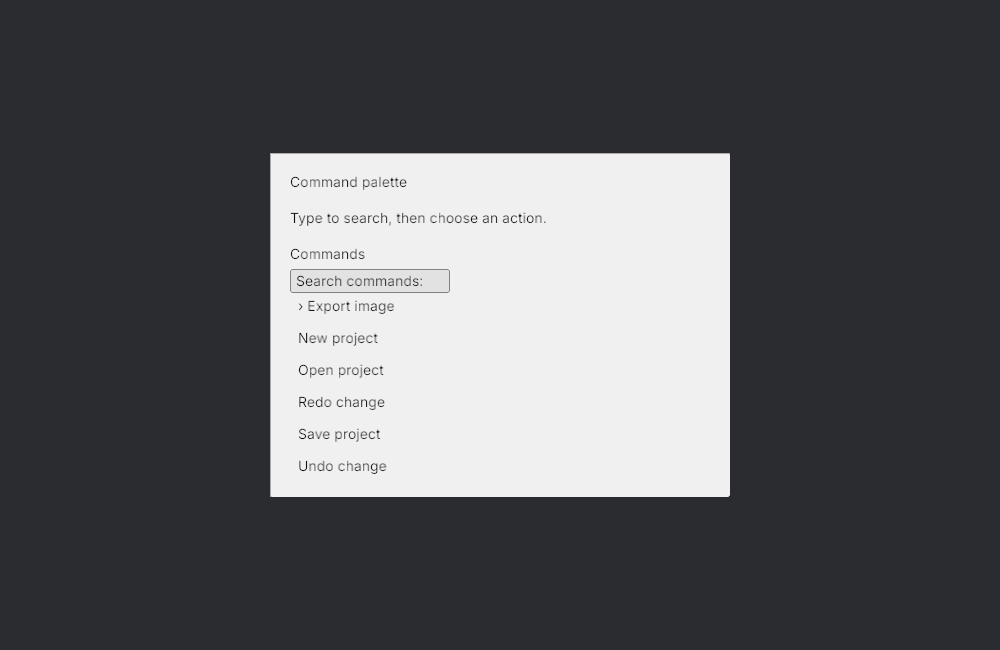 Command palette
Type to search, then choose an action.
Commands
Search commands:
› Export image
New project
Open project
Redo change
Save project
Undo change